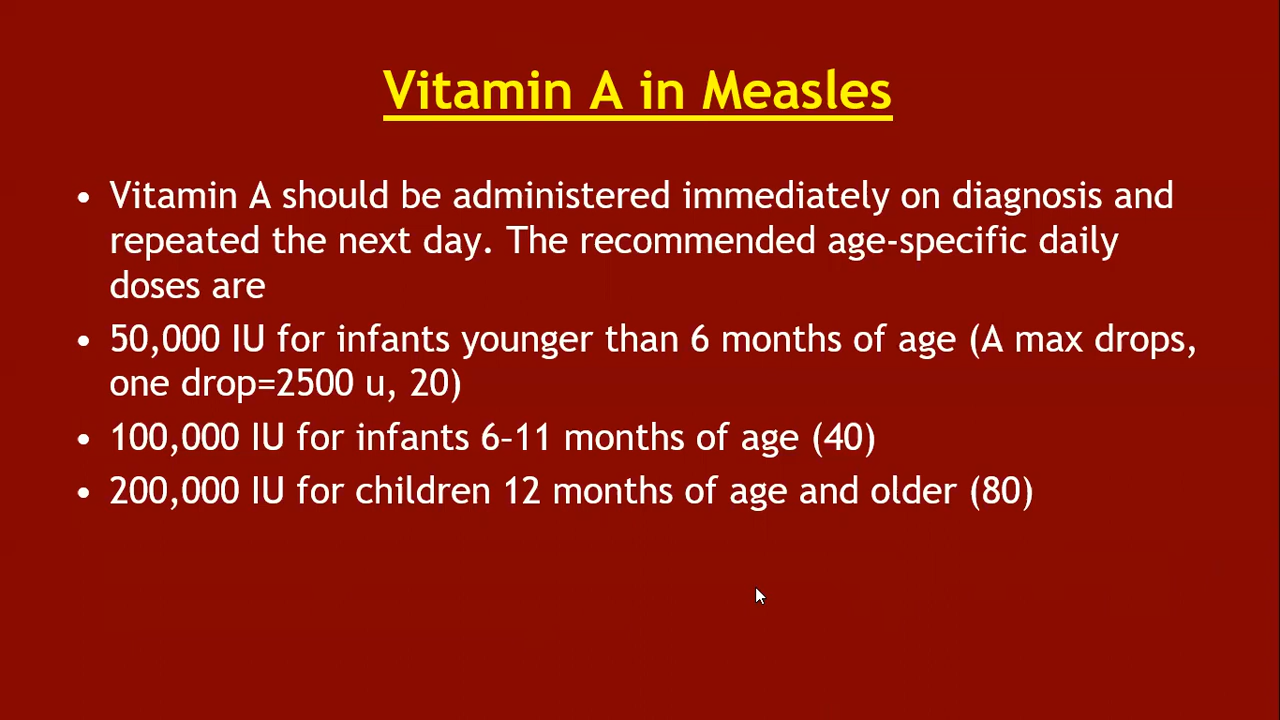 Vitamin A in Measles
• Vitamin A should be administered immediately on diagnosis and
repeated the next day. The recommended age-specific daily
doses are
• 50,000 IU for infants younger than 6 months of age (A max drops,
one drop=2500 u, 20)
• 100,000 IU for infants 6–11 months of age (40)
• 200,000 IU for children 12 months of age and older (80)